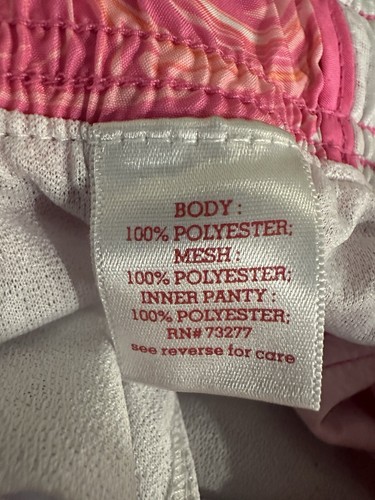 BODY :
100% POLYESTER;
MESH :
100% POLYESTER;
INNER PANTY :
100% POLYESTER;
RN# 73277
see reverse for care